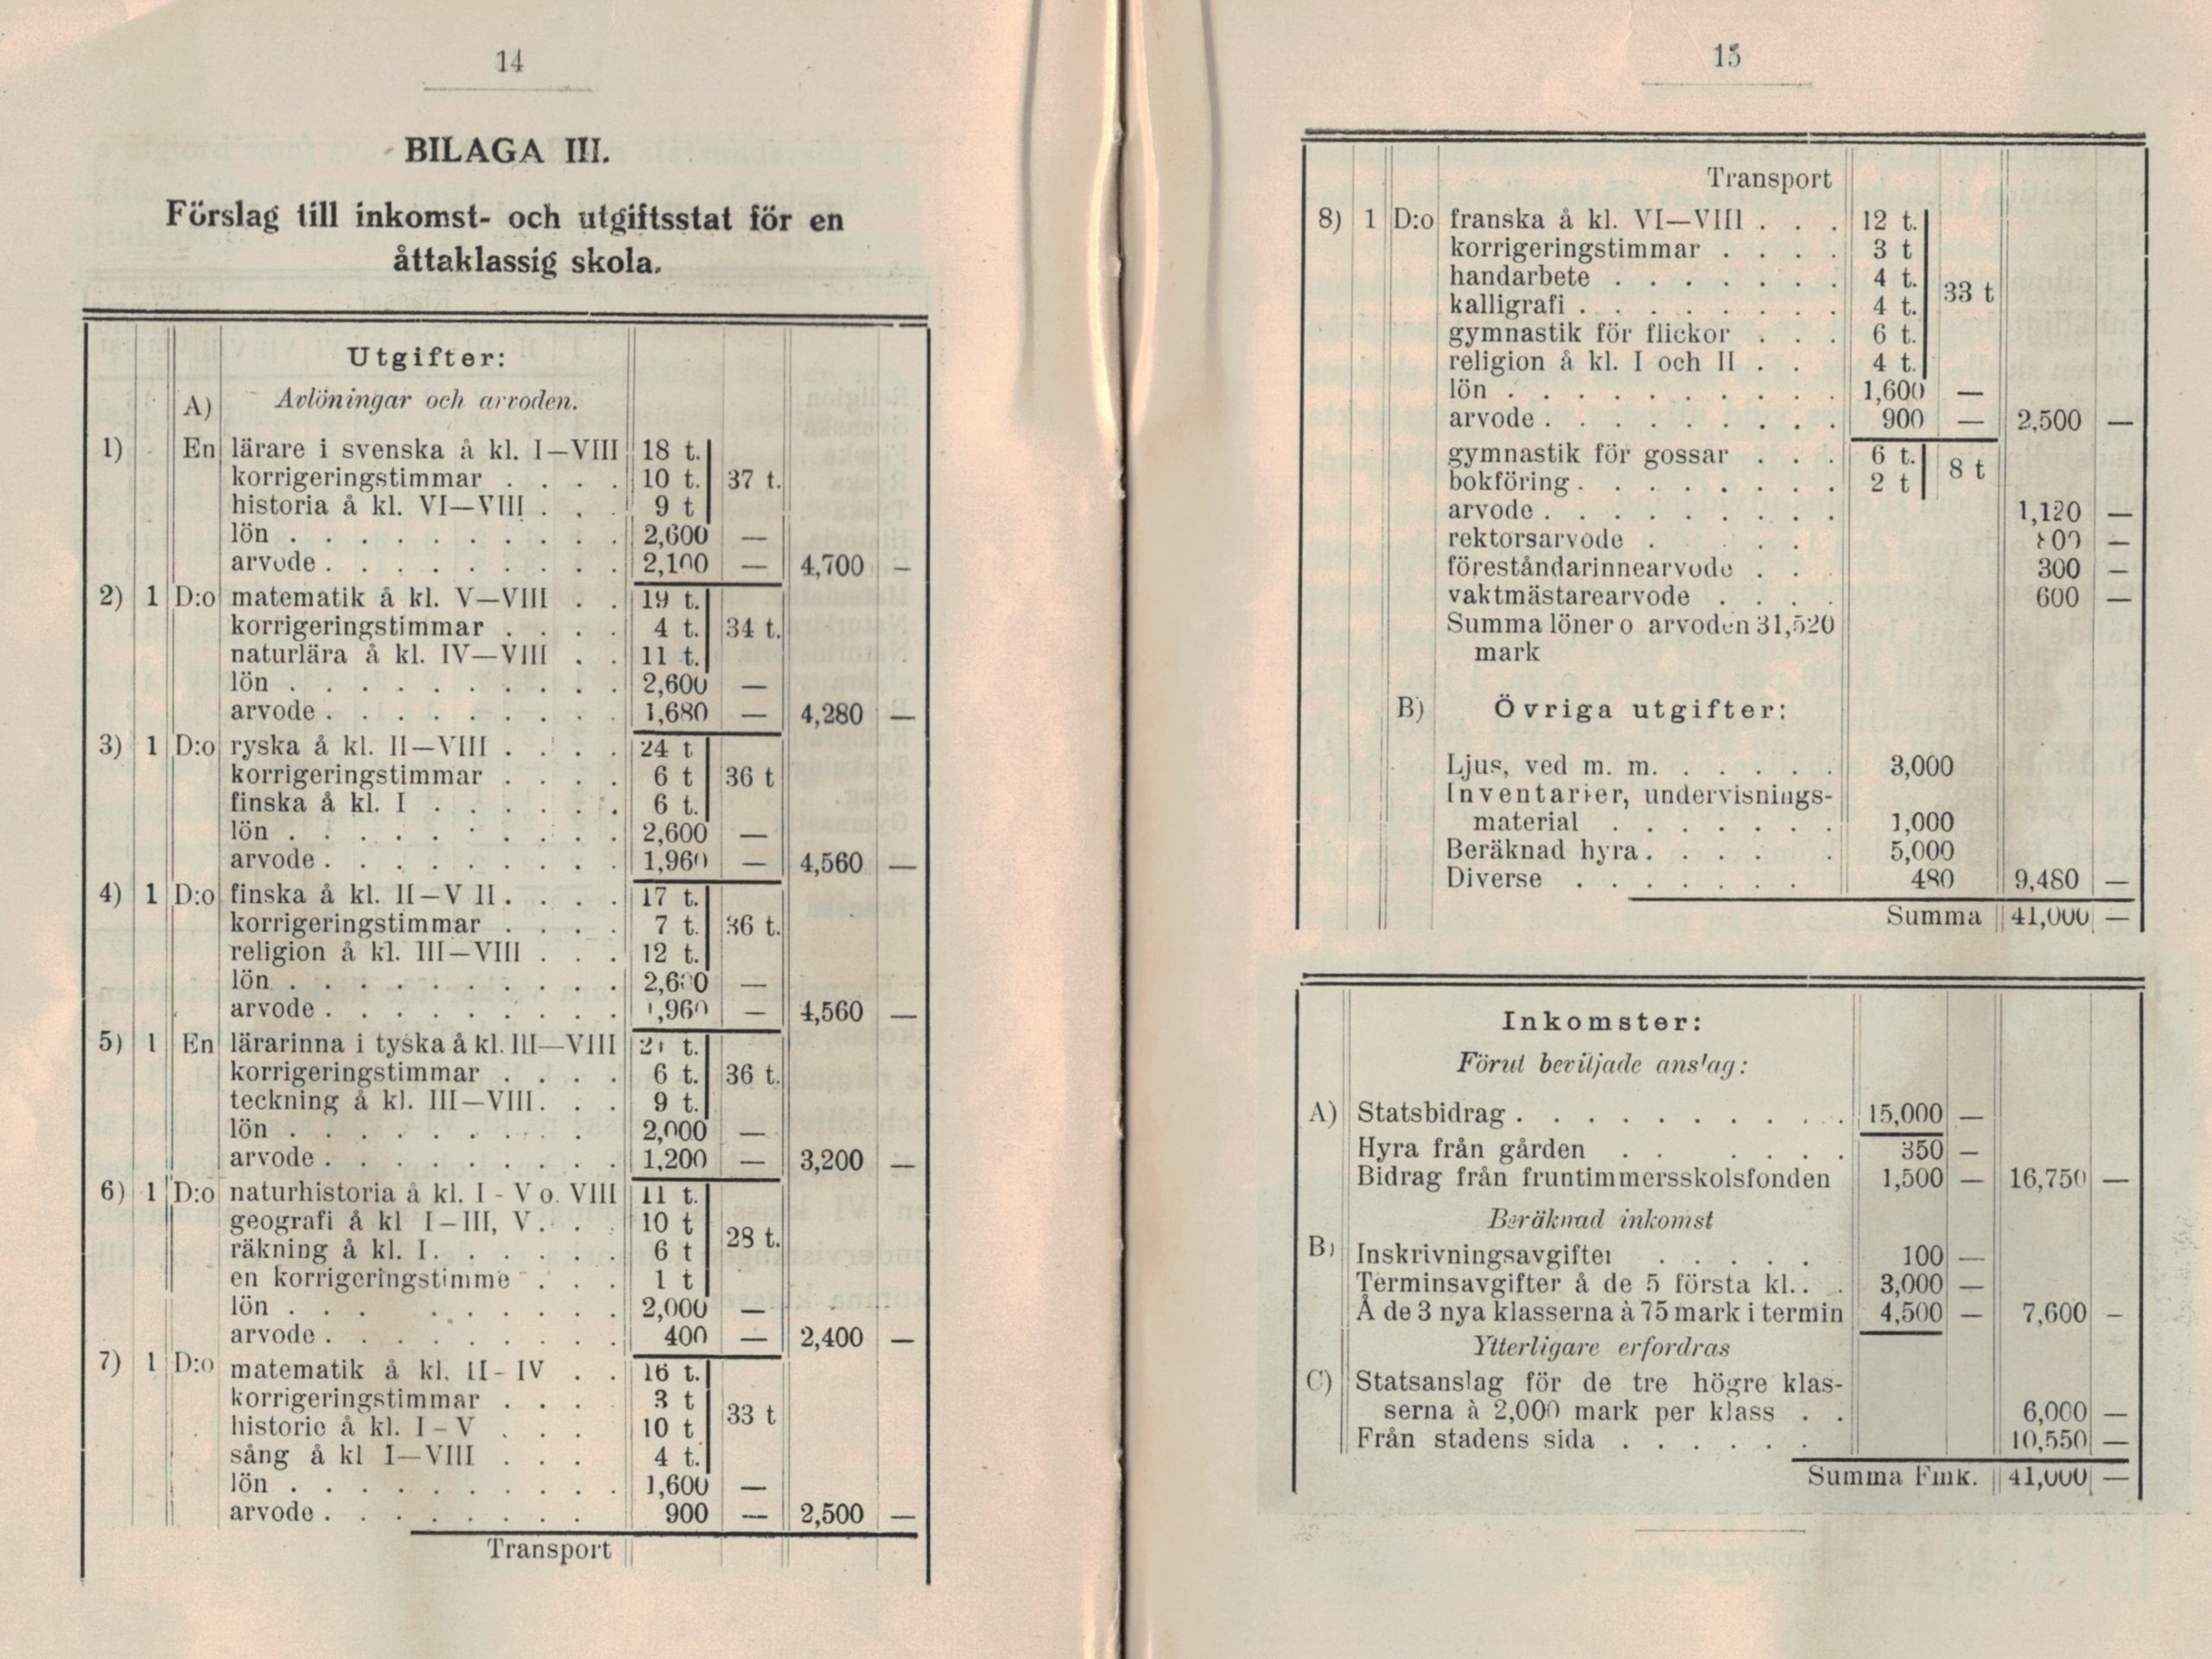 14
BILAGA III.
Förslag till inkomst- och utgiftsstat för en
åttaklassig skola.
Utgifter:
A) Avlöningar och arvoden.
1) En lärare i svenska å kl. I—VIII 18 t.
korrigeringstimmar . . . . 10 t. 37 t.
historia å kl. VI—VIII . . . 9 t
lön . . . . . . . . . . 2,600 —
arvode . . . . . . . . . 2,100 — 4,700 —
2) 1 D:o matematik å kl. V—VIII . . 19 t.
korrigeringstimmar . . . . 4 t. 34 t.
naturlära å kl. IV—VIII . . 11 t.
lön . . . . . . . . . . 2,600 —
arvode . . . . . . . . . 1,680 — 4,280 —
3) 1 D:o ryska å kl. II—VIII . . . . 24 t
korrigeringstimmar . . . . 6 t 36 t
finska å kl. I . . . . . . . 6 t.
lön . . . . . . . . . . 2,600 —
arvode . . . . . . . . . 1,960 — 4,560 —
4) 1 D:o finska å kl. II—V II . . . . 17 t.
korrigeringstimmar . . . . 7 t. 36 t.
religion å kl. III—VIII . . . 12 t.
lön . . . . . . . . . . 2,600 —
arvode . . . . . . . . . 1,960 — 4,560 —
5) 1 En lärarinna i tyska å kl. III—VIII 21 t.
korrigeringstimmar . . . . 6 t. 36 t.
teckning å kl. III—VIII . . . 9 t.
lön . . . . . . . . . . 2,000 —
arvode . . . . . . . . . 1,200 — 3,200 —
6) 1 D:o naturhistoria å kl. I - V o. VIII 11 t.
geografi å kl I—III, V . . . 10 t 28 t.
räkning å kl. I . . . . . . . 6 t
en korrigeringstimme . . . 1 t
lön . . . . . . . . . 2,000 —
arvode . . . . . . . . . 400 — 2,400 —
7) 1 D:o matematik å kl. II - IV . . 16 t.
korrigeringstimmar . . . 3 t 33 t
historie å kl. I - V . . . 10 t
sång å kl I—VIII . . . 4 t.
lön . . . . . . . . . . 1,600 —
arvode . . . . . . . . 900 — 2,500 —
Transport
15
Transport
8) 1 D:o franska å kl. VI—VIII . . . 12 t.
korrigeringstimmar . . . . 3 t
handarbete . . . . . . . 4 t. 33 t
kalligrafi . . . . . . . . 4 t.
gymnastik för flickor . . . 6 t.
religion å kl. I och II . . 4 t.
lön . . . . . . . . . . 1,600 —
arvode . . . . . . . . . 900 — 2,500 —
gymnastik för gossar . . . 6 t. 8 t
bokföring . . . . . . . . 2 t
arvode . . . . . . . . . 1,120 —
rektorsarvode . . . . 800 —
föreståndarinnearvode . . 300 —
vaktmästarearvode . . . . 600 —
Summa löner o arvoden 31,520
mark
B) Övriga utgifter:
Ljus, ved m. m. . . . . . 3,000
Inventarier, undervisnings-
material . . . . . . . 1,000
Beräknad hyra . . . . . 5,000
Diverse . . . . . . . 480 9,480 —
Summa 41,000 —
Inkomster:
Förut beviljade anslag:
A) Statsbidrag . . . . . . . . . . 15,000 —
Hyra från gården . . . . . . 350 —
Bidrag från fruntimmersskolsfonden 1,500 — 16,750 —
Beräknad inkomst
B) Inskrivningsavgifter . . . . . 100 —
Terminsavgifter å de 5 första kl. . . 3,000 —
Å de 3 nya klasserna à 75 mark i termin 4,500 — 7,600 —
Ytterligare erfordras
C) Statsanslag för de tre högre klas-
serna à 2,000 mark per klass . . 6,000 —
Från stadens sida . . . . . . 10,550 —
Summa Fmk. 41,000 —